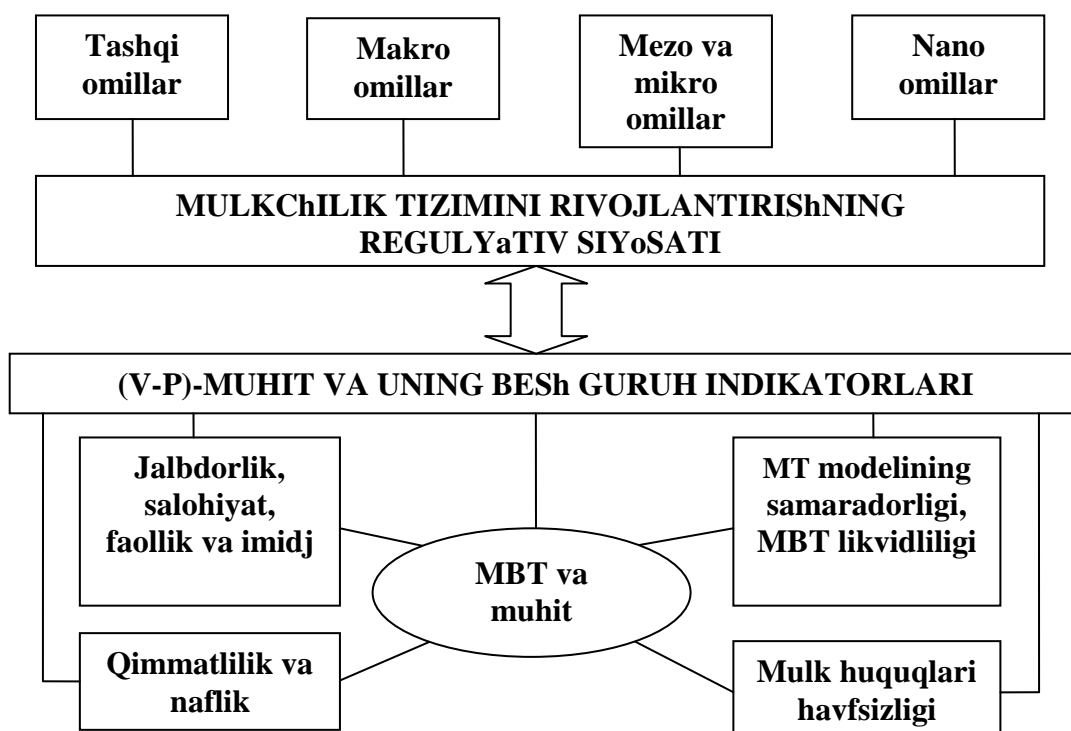 Tashqi
omillar
Makro
omillar
Mezo va
mikro
omillar
Nano
omillar
MULKChILIK TIZIMINI RIVOJLANTIRIShNING
REGULYaTIV SIYoSATI
(V-P)-MUHIT VA UNING BESh GURUH INDIKATORLARI
Jalbdorlik,
salohiyat,
faollik va imidj
MT modelining
samaradorligi,
MBT likvidliligi
MBT va
muhit
Qimmatlilik va
naflik
Mulk huquqlari
havfsizligi